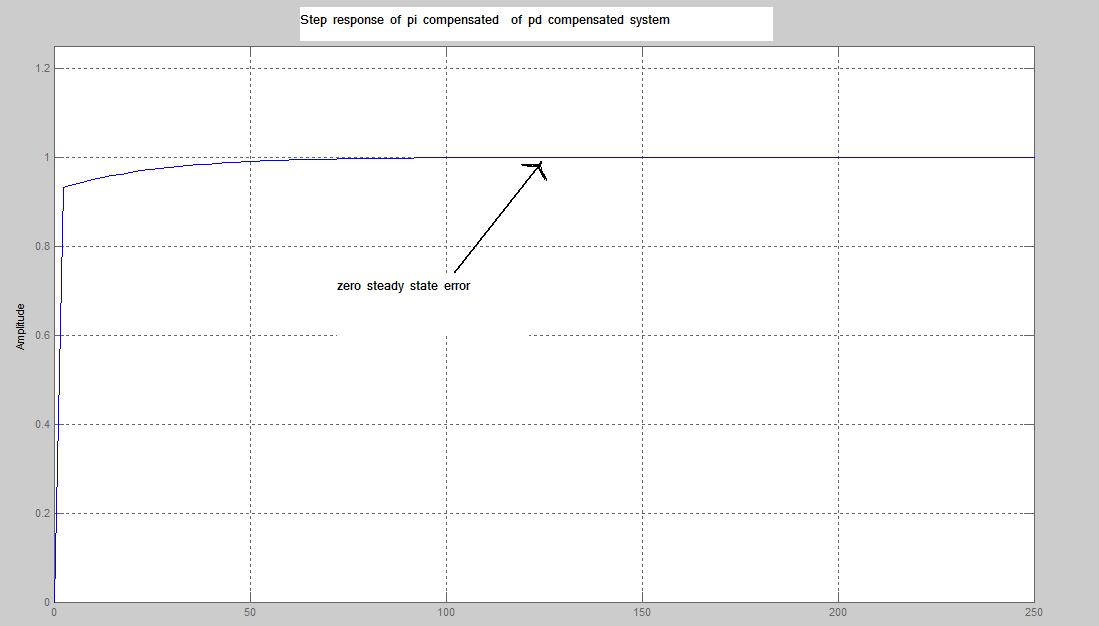 Step response of pi compensated  of pd compensated system
1.2
1
0.8
zero steady state error
0.6
Amplitude
0.4
0.2
0
0 50 100 150 200 250